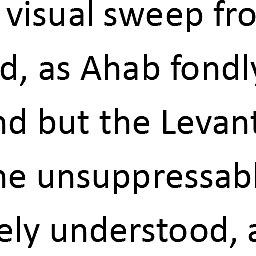 visual sweep fro
d, as Ahab fondly
nd but the Levant
he unsuppressabl
ely understood, a